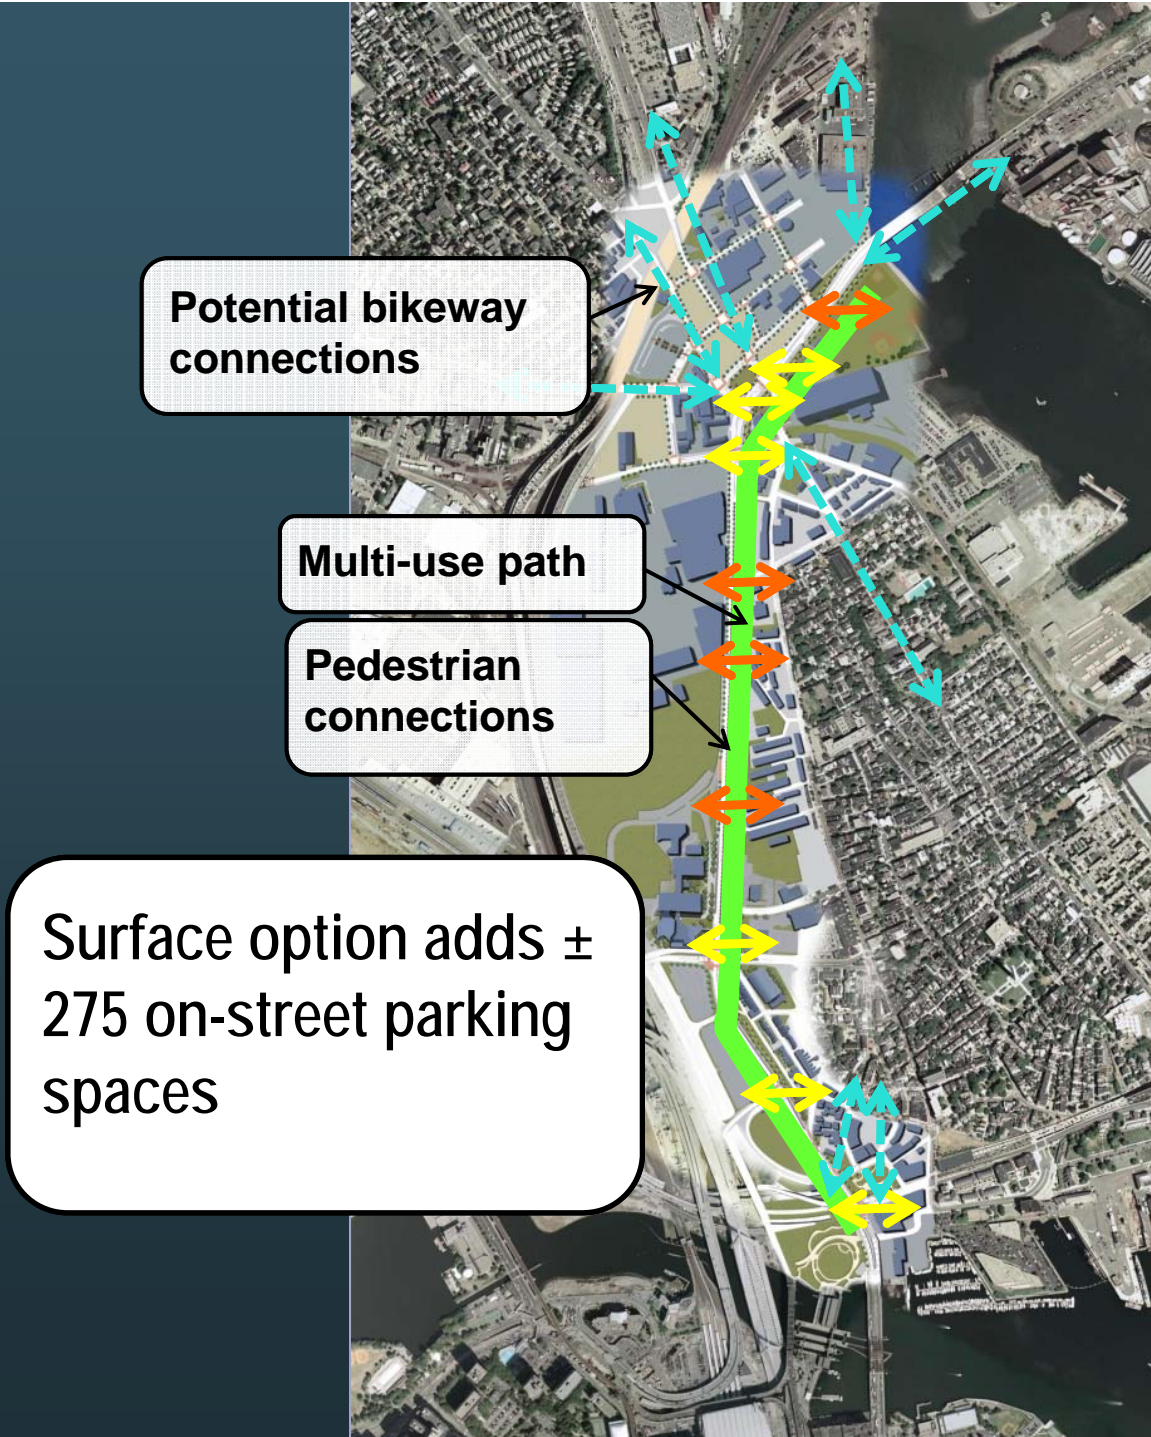 Potential bikeway
connections
Multi-use path
Pedestrian
connections
Surface option adds ±
275 on-street parking
spaces